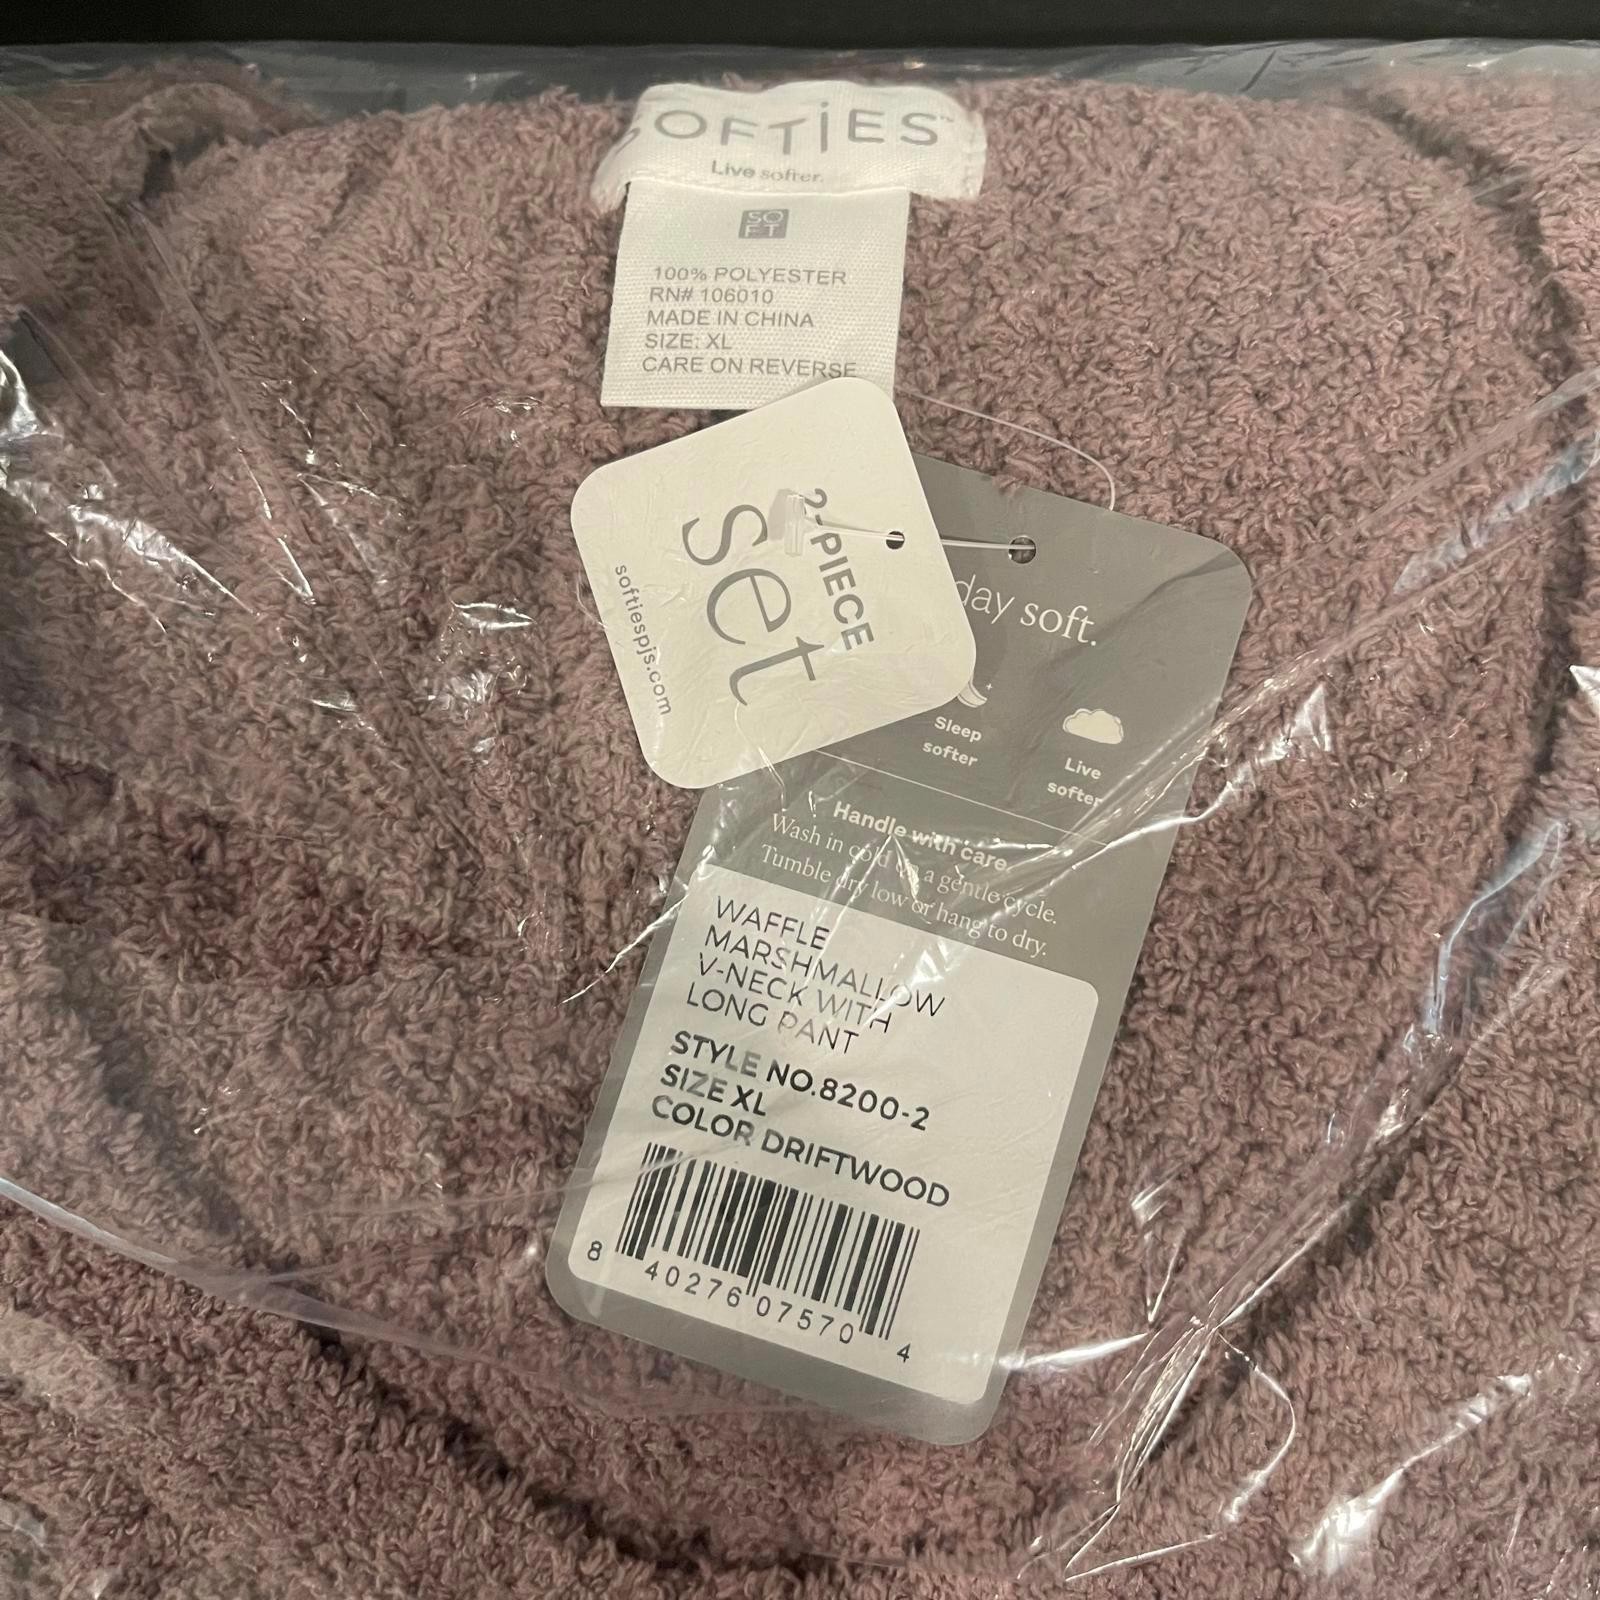 SOFTiES™
Live softer.
SO
FT
100% POLYESTER
RN# 106010
MADE IN CHINA
SIZE: XL
CARE ON REVERSE
2-PIECE
set
softiespjs.com
day soft.
Sleep
softer
Live
softer
Handle with care.
Wash in cold on a gentle cycle.
Tumble dry low or hang to dry.
WAFFLE
MARSHMALLOW
V-NECK WITH
LONG PANT
STYLE NO.8200-2
SIZE XL
COLOR DRIFTWOOD
8 40276 07570 4